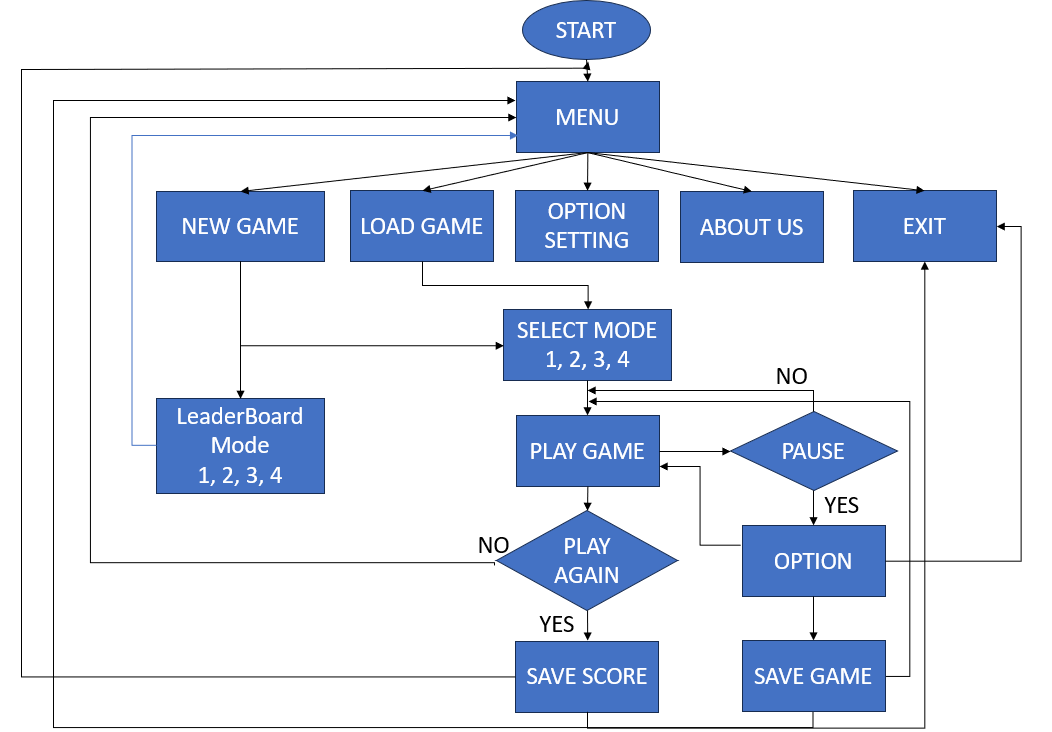 START
MENU
NEW GAME
LOAD GAME
OPTION
SETTING
ABOUT US
EXIT
SELECT MODE
1, 2, 3, 4
NO
LeaderBoard
Mode
1, 2, 3, 4
PLAY GAME
PAUSE
YES
NO
PLAY
AGAIN
OPTION
YES
SAVE SCORE
SAVE GAME